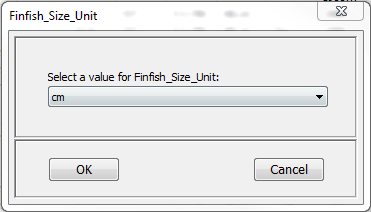 Finfish_Size_Unit
Select a value for Finfish_Size_Unit:
cm
OK Cancel